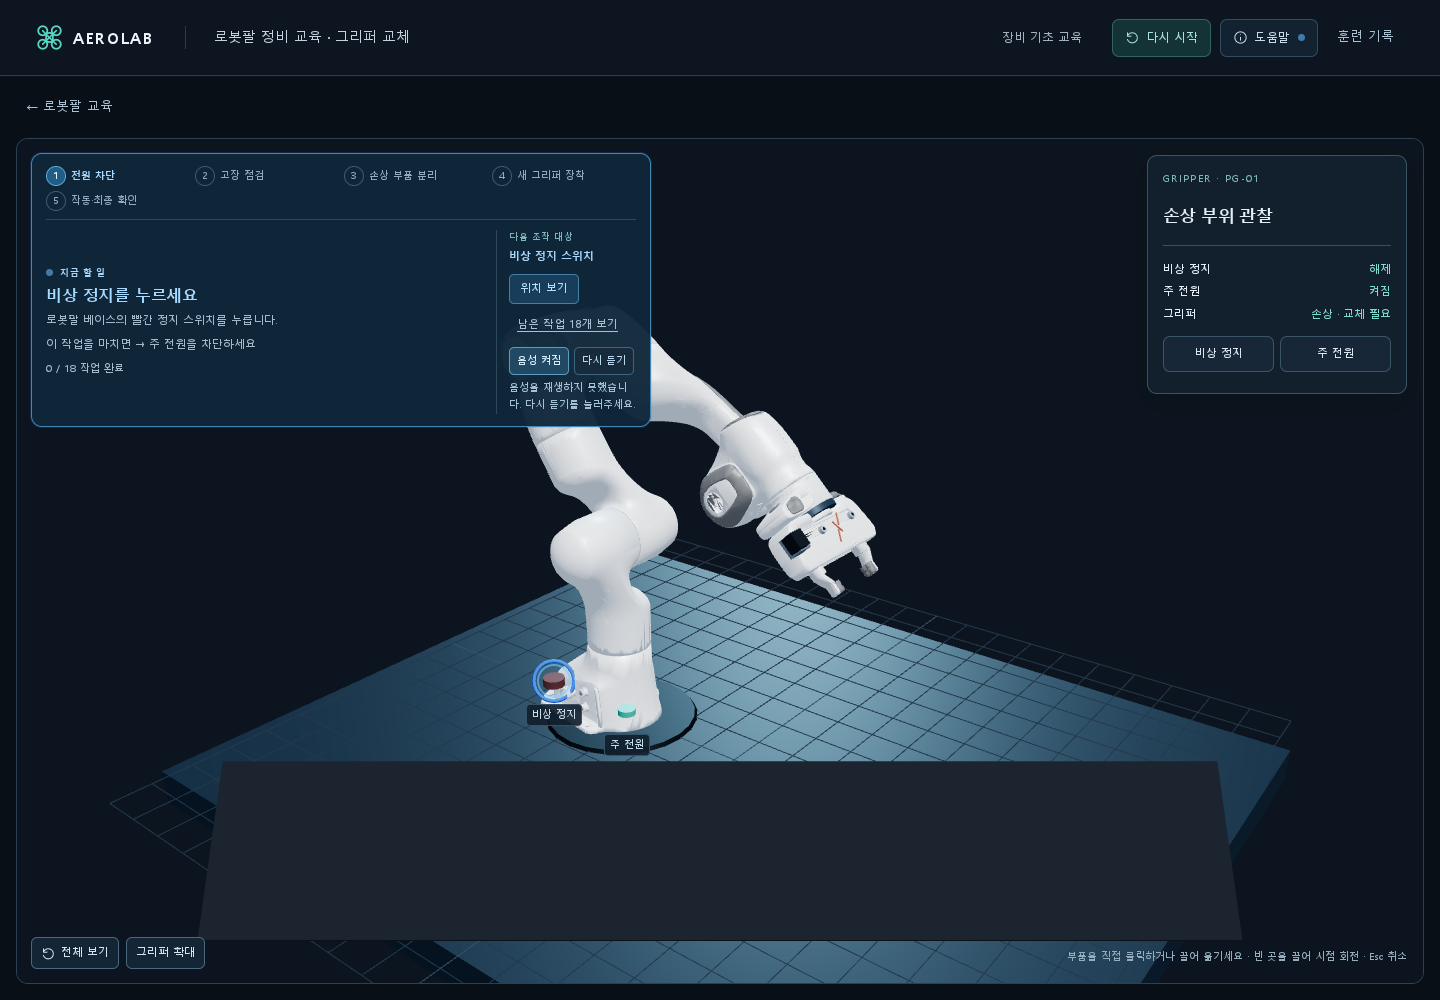 AEROLAB
로봇팔 정비 교육 · 그리퍼 교체
장비 기초 교육
다시 시작
도움말
훈련 기록
← 로봇팔 교육
1 전원 차단
2 고장 점검
3 손상 부품 분리
4 새 그리퍼 장착
5 작동·최종 확인
지금 할 일
비상 정지를 누르세요
로봇팔 베이스의 빨간 정지 스위치를 누릅니다.
이 작업을 마치면 → 주 전원을 차단하세요
0 / 18 작업 완료
다음 조작 대상
비상 정지 스위치
위치 보기
남은 작업 18개 보기
음성 켜짐
다시 듣기
음성을 재생하지 못했습니
다. 다시 듣기를 눌러주세요.
GRIPPER · PG-01
손상 부위 관찰
비상 정지 해제
주 전원 켜짐
그리퍼 손상 · 교체 필요
비상 정지
주 전원
비상 정지
주 전원
전체 보기
그리퍼 확대
부품을 직접 클릭하거나 끌어 옮기세요 · 빈 곳을 끌어 시점 회전 · Esc 취소